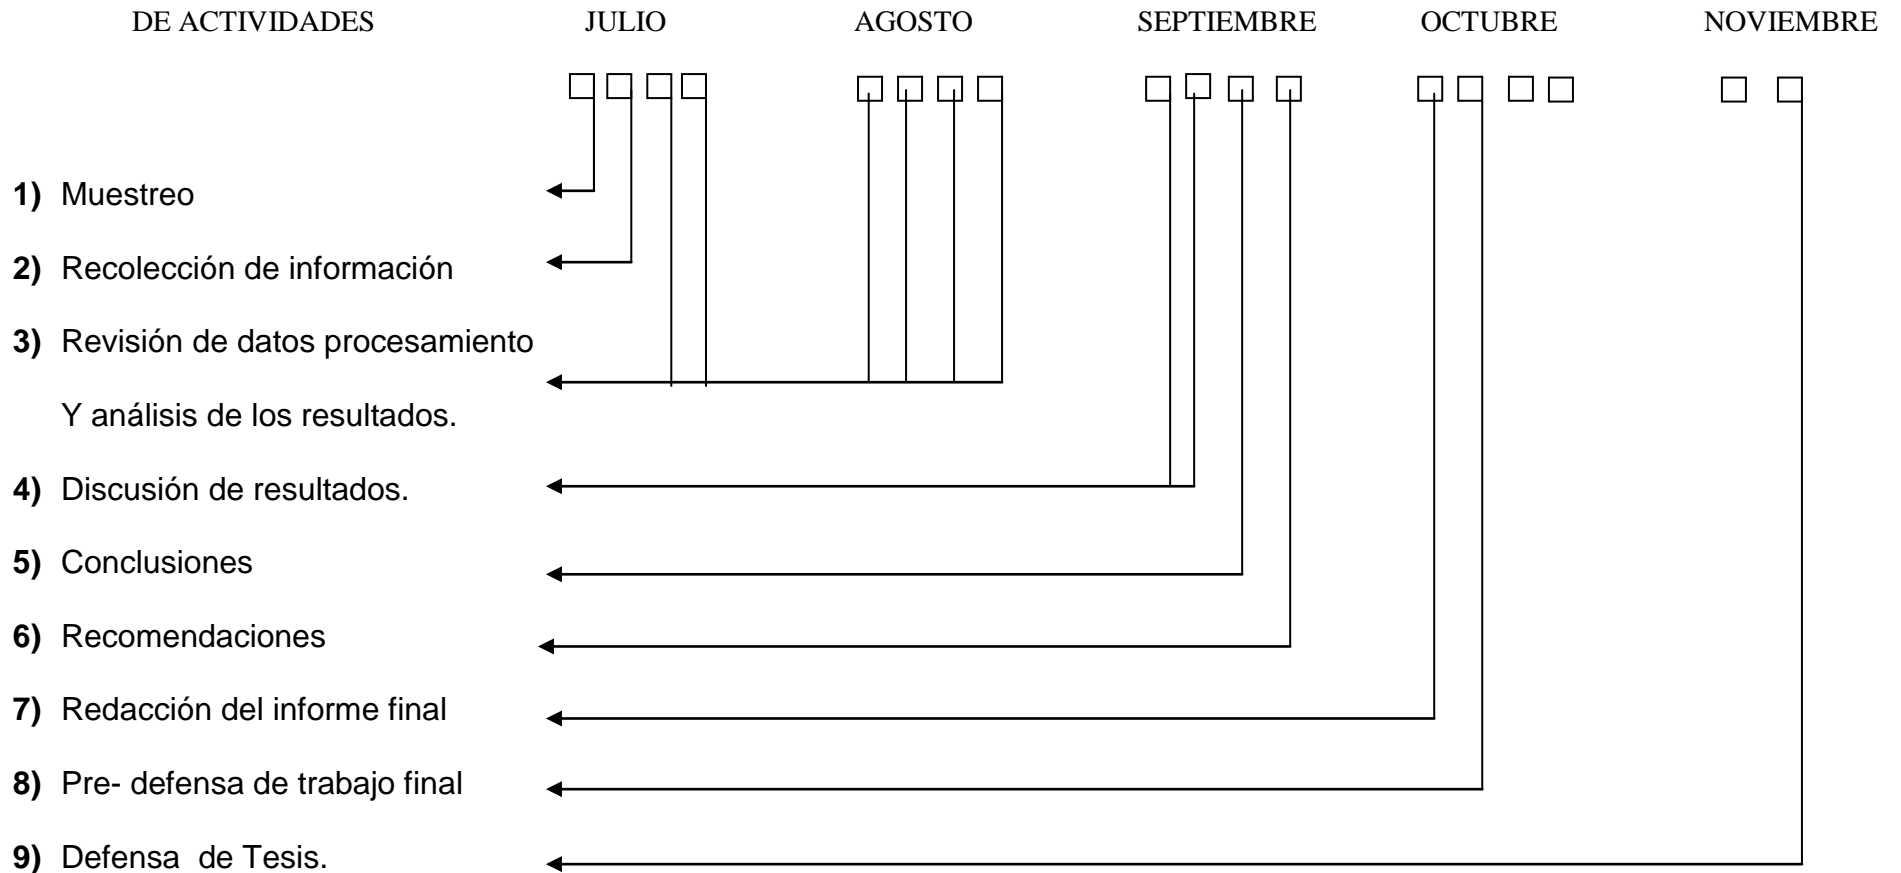 DE ACTIVIDADES JULIO AGOSTO SEPTIEMBRE OCTUBRE NOVIEMBRE
1) Muestreo
2) Recolección de información
3) Revisión de datos procesamiento
Y análisis de los resultados.
4) Discusión de resultados.
5) Conclusiones
6) Recomendaciones
7) Redacción del informe final
8) Pre- defensa de trabajo final
9) Defensa de Tesis.